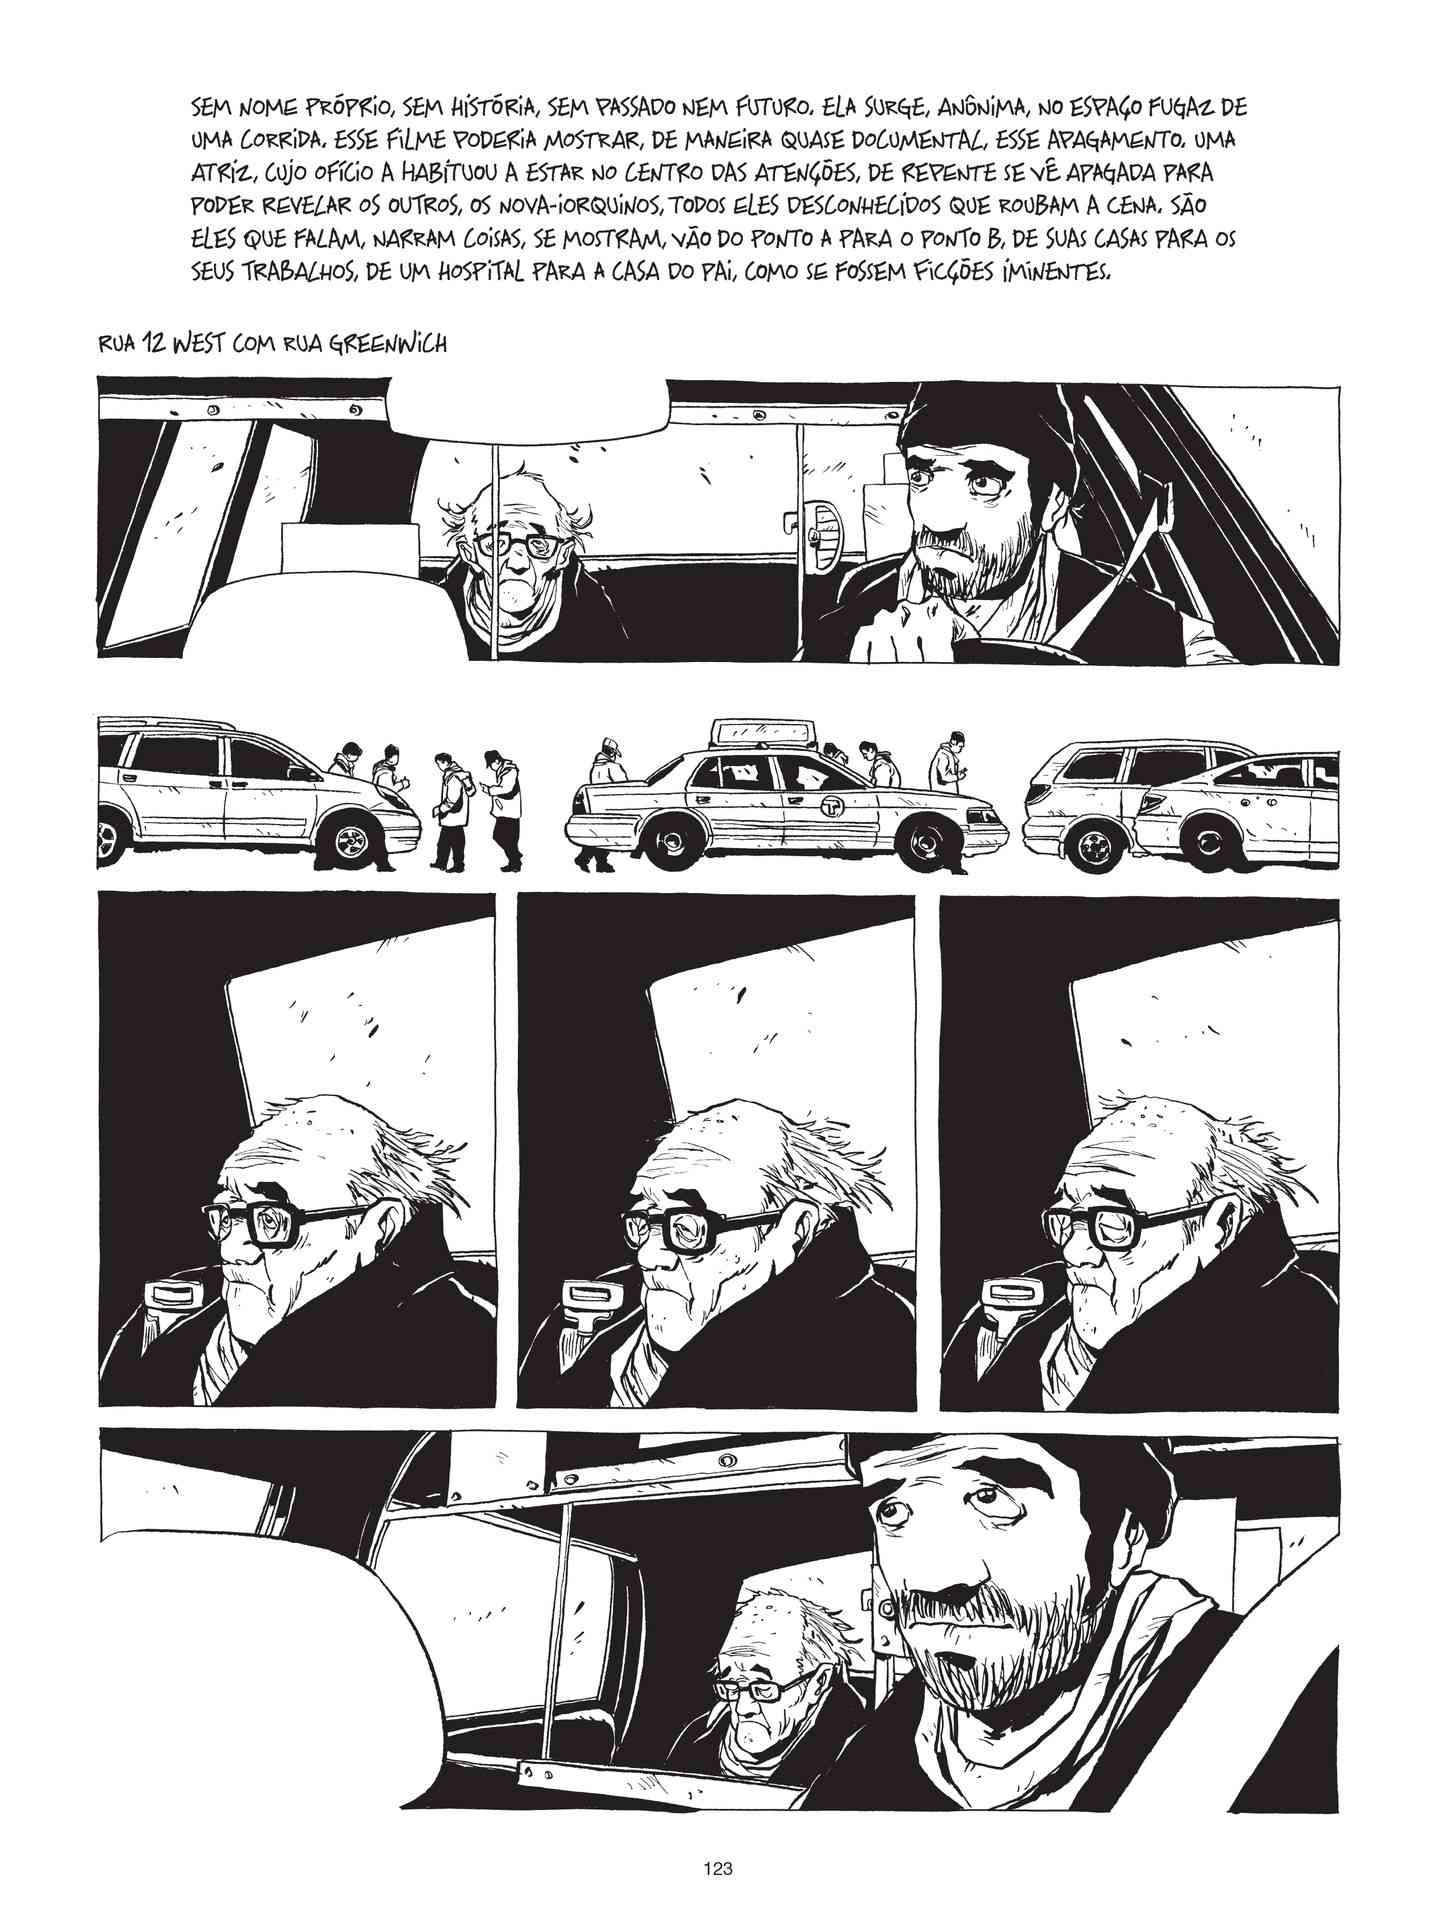 SEM NOME PRÓPRIO, SEM HISTÓRIA, SEM PASSADO NEM FUTURO. ELA SURGE, ANÔNIMA, NO ESPAÇO FUGAZ DE
UMA CORRIDA. ESSE FILME PODERIA MOSTRAR, DE MANEIRA QUASE DOCUMENTAL, ESSE APAGAMENTO. UMA
ATRIZ, CUJO OFÍCIO A HABITUOU A ESTAR NO CENTRO DAS ATENÇÕES, DE REPENTE SE VÊ APAGADA PARA
PODER REVELAR OS OUTROS, OS NOVA-IORQUINOS, TODOS ELES DESCONHECIDOS QUE ROUBAM A CENA. SÃO
ELES QUE FALAM, NARRAM COISAS, SE MOSTRAM, VÃO DO PONTO A PARA O PONTO B, DE SUAS CASAS PARA OS
SEUS TRABALHOS, DE UM HOSPITAL PARA A CASA DO PAI, COMO SE FOSSEM FICÇÕES IMINENTES.
RUA 12 WEST COM RUA GREENWICH
T
123